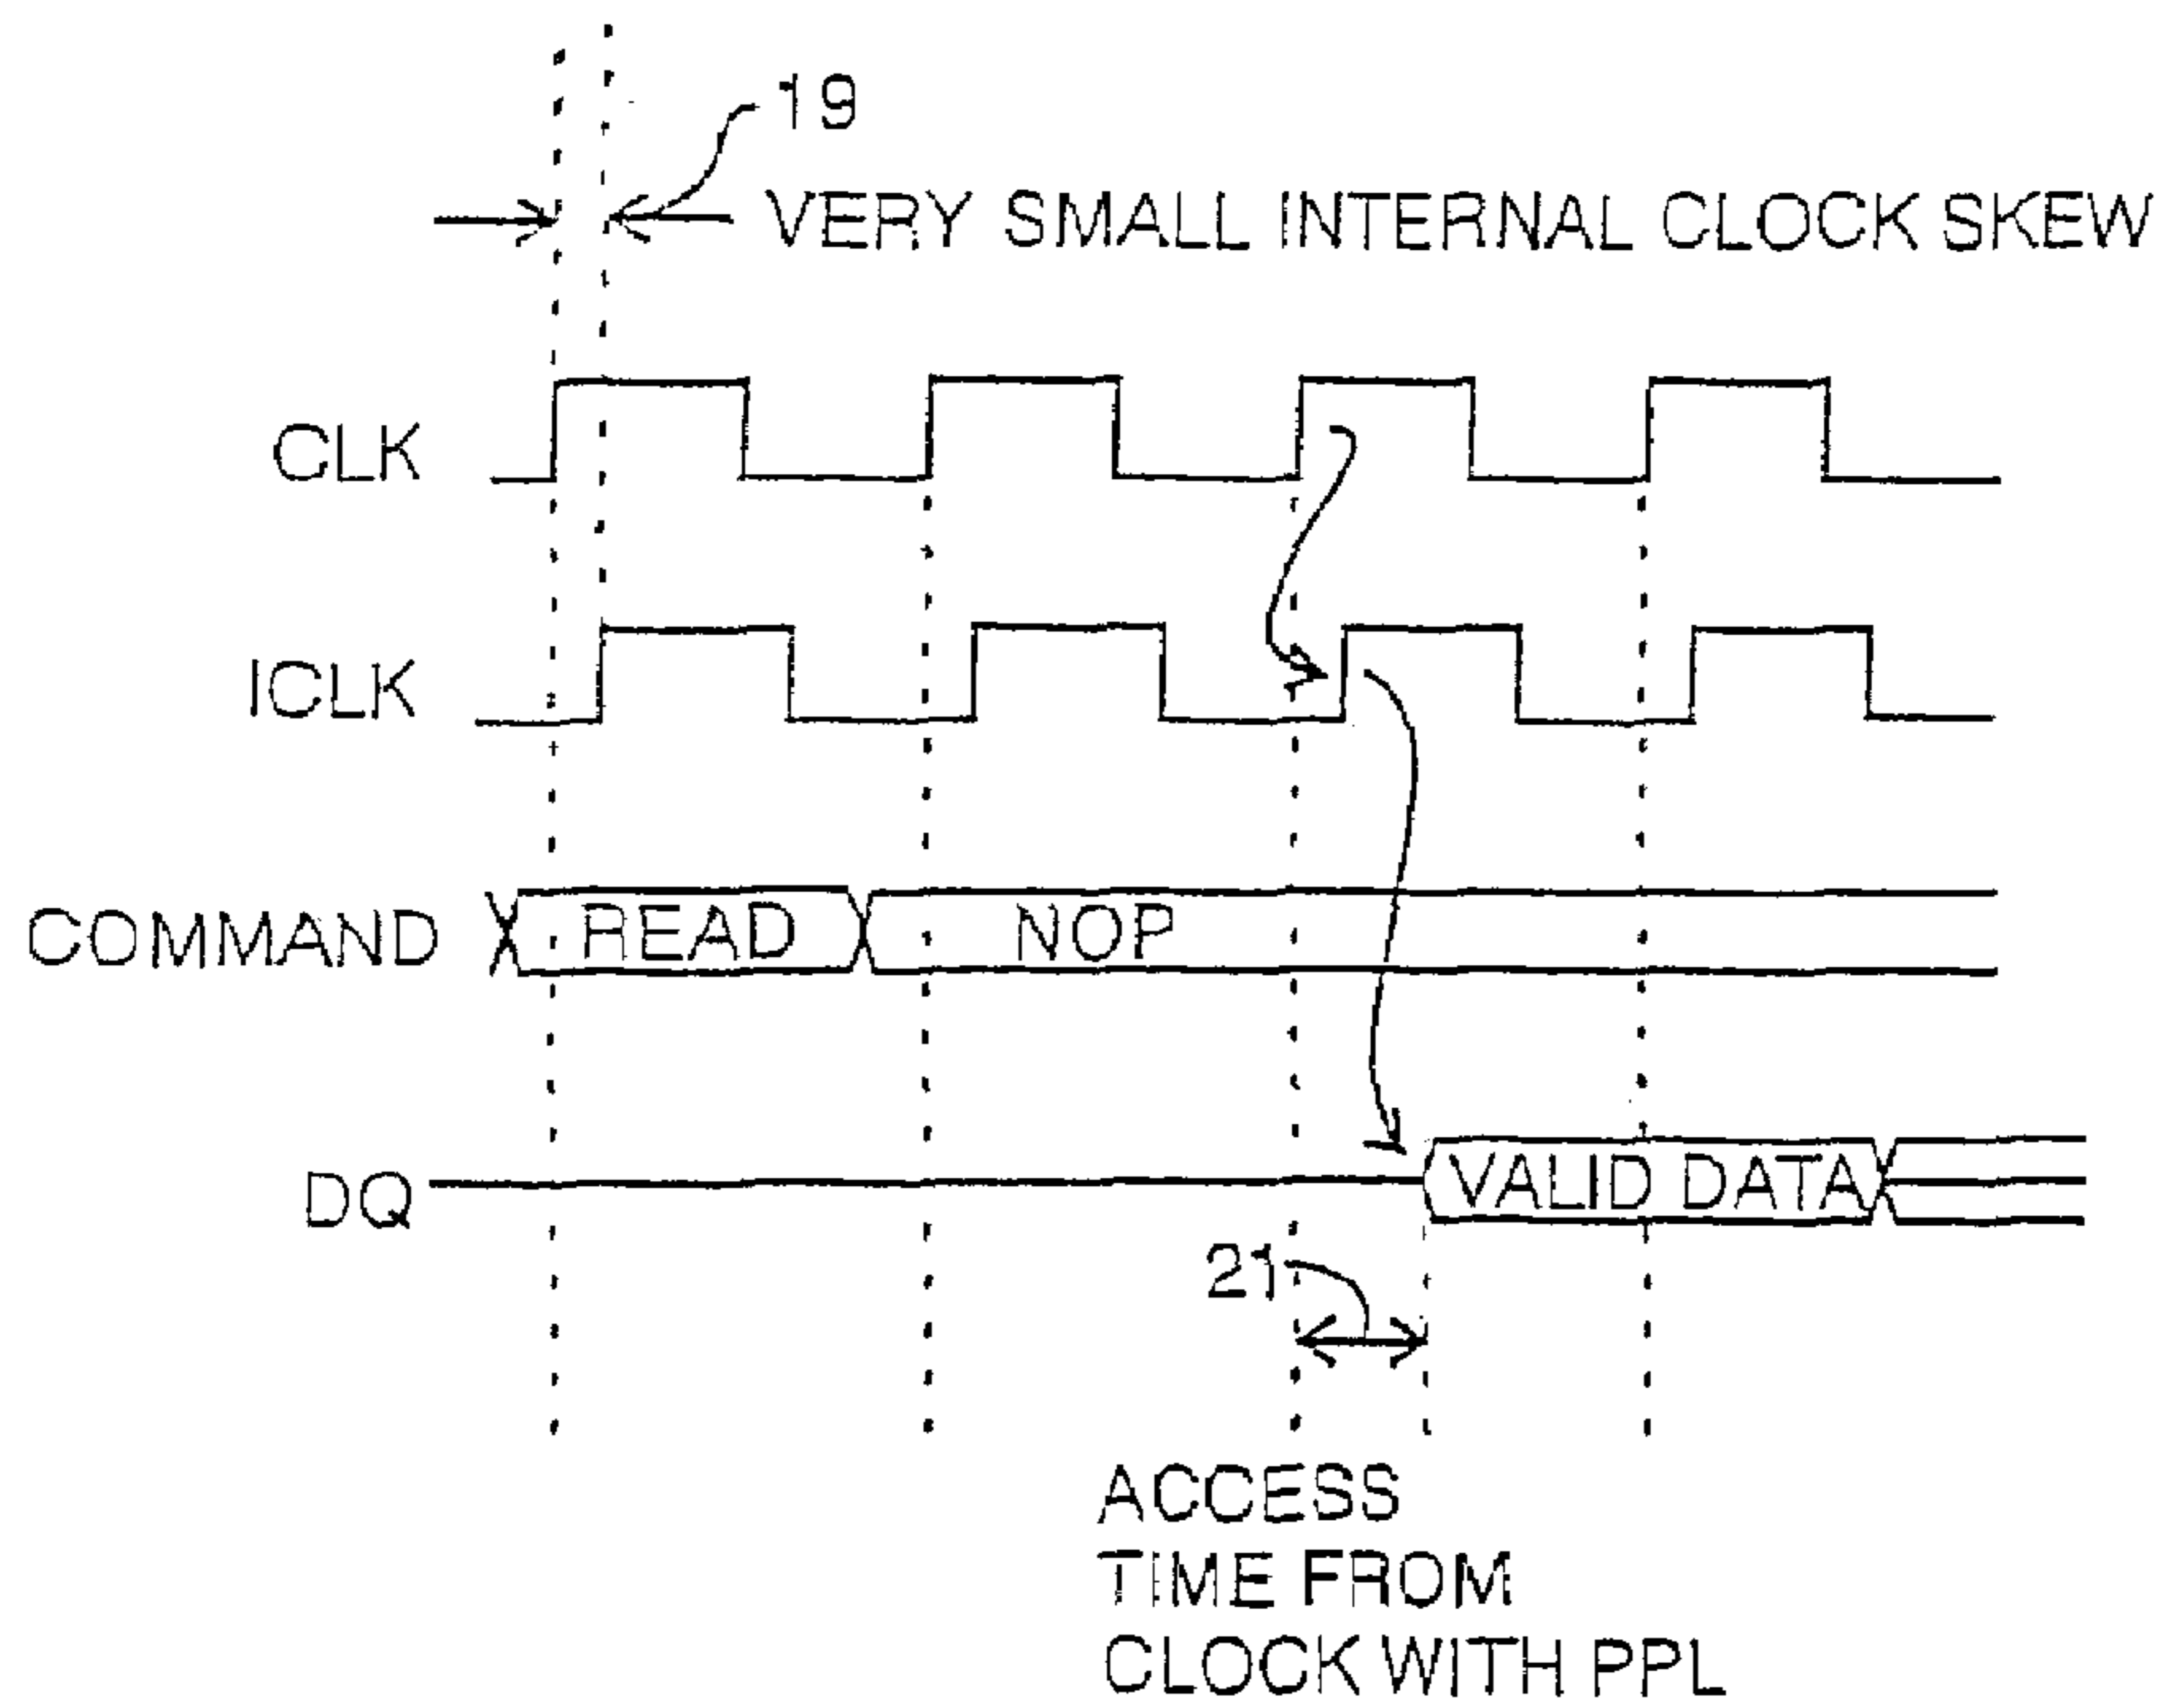 19
VERY SMALL INTERNAL CLOCK SKEW
CLK
ICLK
COMMAND READ NOP
DQ VALID DATA
21
ACCESS
TIME FROM
CLOCK WITH PPL